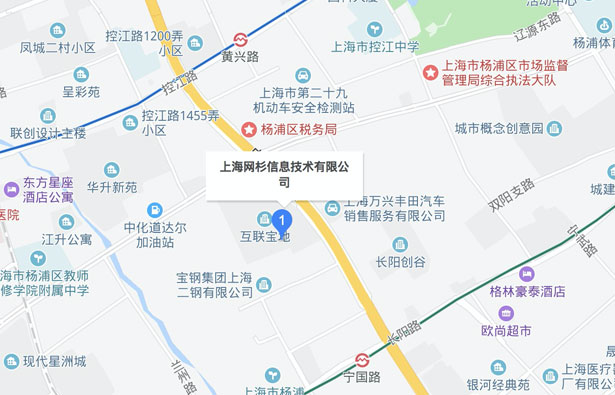 活动中心
辽源东路
控江路1200弄
小区
凤城二村小区
黄兴路
上海市控江中学
杨浦体育
上海市杨浦区市场监督
管理局综合执法大队
控江路
呈彩苑
上海市第二十九
机动车安全检测站
控江路1455弄
小区
联创设计主楼
杨浦区税务局
城市概念创意园
上海网杉信息技术有限公
司
东方星座
酒店公寓
华升新苑
双阳支路
城建
医院
江升公寓
中化道达尔
加油站
1
互联宝地
上海万兴丰田汽车
销售服务有限公司
宁武路
海市杨浦区教师
修学院附属中学
长阳创谷
宝钢集团上海
二钢有限公司
格林豪泰酒店
欧尚超市
长阳路
现代星洲城
兰州路
宁国路
上海市杨浦
银河经典苑
上海医疗器
厂有限公